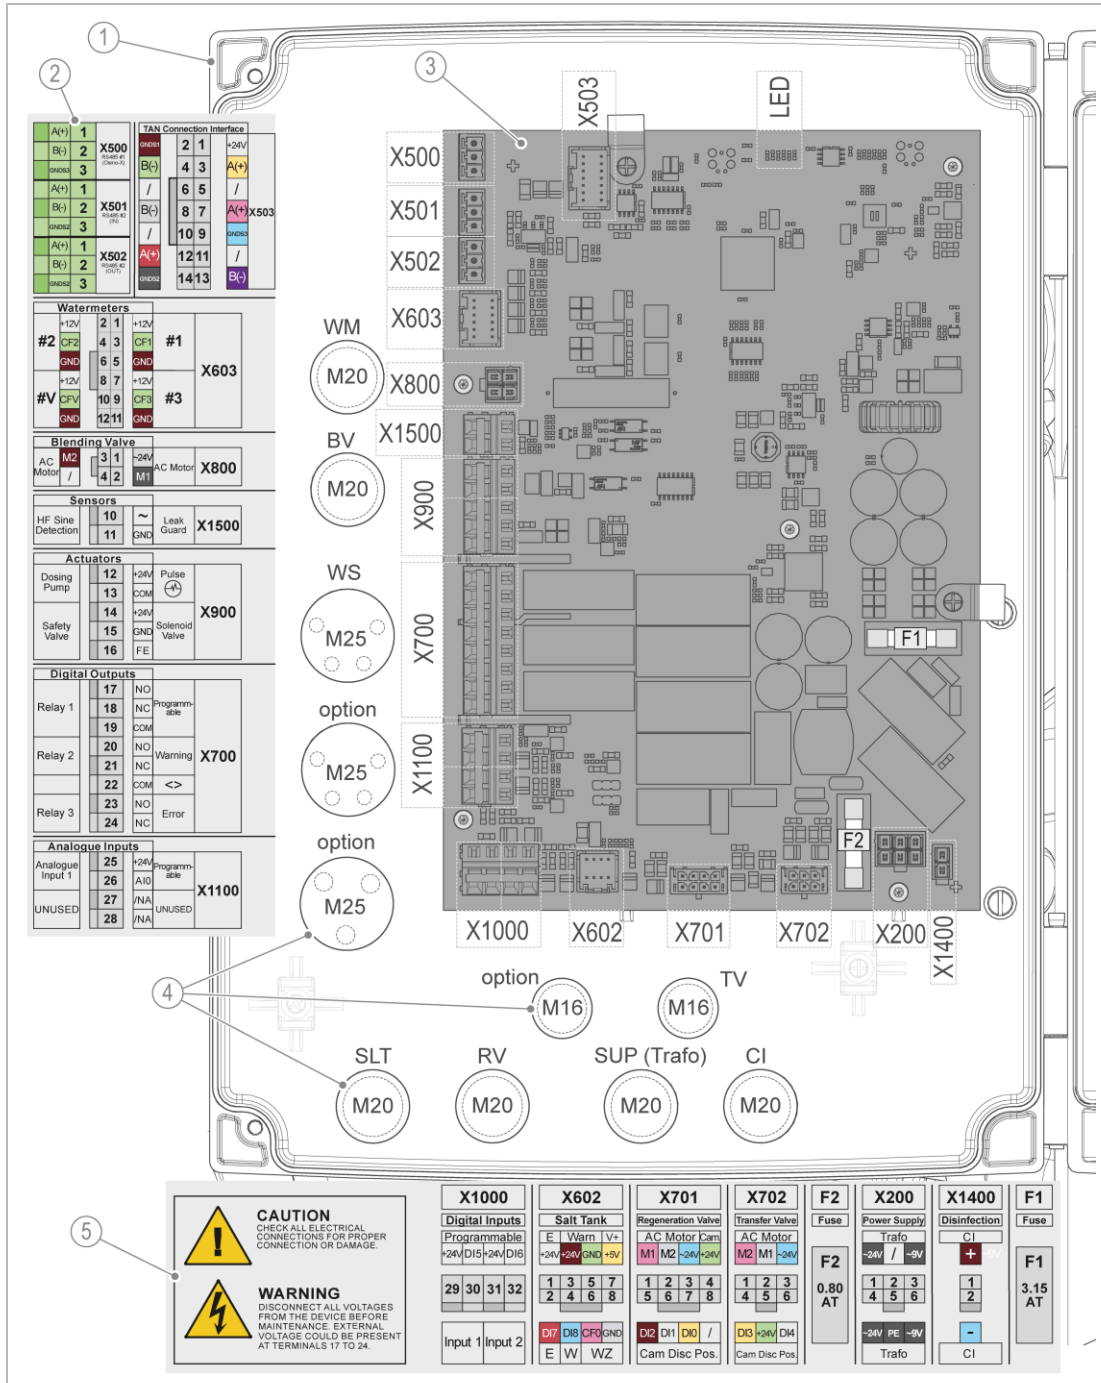 1
2
3
X503
LED
X500
X501
X502
X603
X800
X1500
X900
X700
X1100
WM
M20
BV
M20
WS
M25
option
M25
option
M25
F1
F2
X1000
X602
X701
X702
X200
X1400
4
option
M16
TV
M16
SLT
M20
RV
M20
SUP (Trafo)
M20
CI
M20
5
A(+) 1
B(-) 2 X500
GNDS3 3
RS485 #1
(Osmo-X)
A(+) 1
B(-) 2 X501
GNDS2 3
RS485 #2
(IN)
A(+) 1
B(-) 2 X502
GNDS2 3
RS485 #2
(OUT)
TAN Connection Interface
GNDS1 2 1 +24V
B(-) 4 3 A(+)
/ 6 5 /
B(-) 8 7 A(+) X503
/ 10 9 GNDS3
A(+) 12 11 /
GNDS2 14 13 B(-)
Watermeters
+12V 2 1 +12V
#2 CF2 4 3 CF1 #1
GND 6 5 GND
X603
+12V 8 7 +12V
#V CFV 10 9 CF3 #3
GND 12 11 GND
Blending Valve
AC Motor M2 3 1 ~24V AC Motor X800
/ 4 2 M1
Sensors
HF Sine Detection 10 ~ Leak Guard X1500
11 GND
Actuators
Dosing Pump 12 +24V Pulse
13 COM
X900
Safety Valve 14 +24V Solenoid Valve
15 GND
16 FE
Digital Outputs
Relay 1 17 NO Programm-able
18 NC
19 COM
Relay 2 20 NO Warning X700
21 NC
22 COM <>
Relay 3 23 NO Error
24 NC
Analogue Inputs
Analogue Input 1 25 +24V Programm-able
26 AI0
X1100
UNUSED 27 /NA UNUSED
28 /NA
CAUTION
CHECK ALL ELECTRICAL
CONNECTIONS FOR PROPER
CONNECTION OR DAMAGE.
WARNING
DISCONNECT ALL VOLTAGES
FROM THE DEVICE BEFORE
MAINTENANCE. EXTERNAL
VOLTAGE COULD BE PRESENT
AT TERMINALS 17 TO 24.
X1000
Digital Inputs
Programmable
+24V DI5 +24V DI6
29 30 31 32
Input 1 Input 2
X602
Salt Tank
E Warn V+
+24V +24V GND +5V
1 3 5 7
2 4 6 8
DI7 DI8 CF0 GND
E W WZ
X701
Regeneration Valve
AC Motor Cam
M1 M2 ~24V +24V
1 2 3 4
5 6 7 8
DI2 DI1 DI0 /
Cam Disc Pos.
X702
Transfer Valve
AC Motor
M2 M1 ~24V
1 2 3
4 5 6
DI3 +24V DI4
Cam Disc Pos.
F2
Fuse
F2
0.80
AT
X200
Power Supply
Trafo
~24V / ~9V
1 2 3
4 5 6
~24V PE ~9V
Trafo
X1400
Disinfection
CI
+
1
2
-
CI
F1
Fuse
F1
3.15
AT